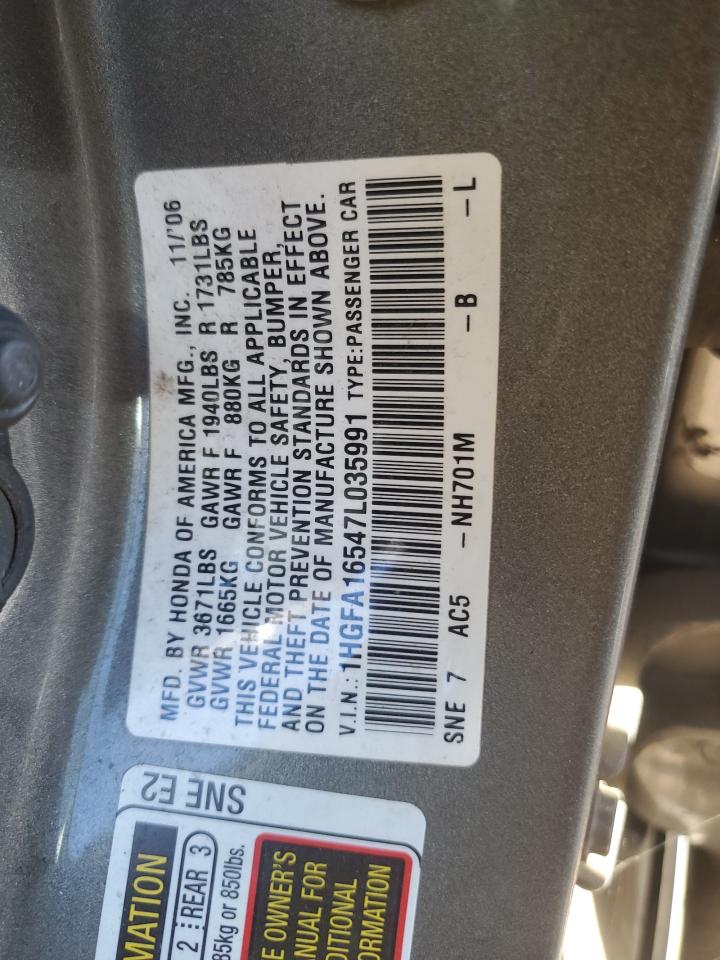 MFD. BY HONDA OF AMERICA MFG., INC. 11/'06
GVWR 3671LBS GAWR F 1940LBS R 1731LBS
GVWR 1665KG GAWR F 880KG R 785KG
THIS VEHICLE CONFORMS TO ALL APPLICABLE
FEDERAL MOTOR VEHICLE SAFETY, BUMPER,
AND THEFT PREVENTION STANDARDS IN EFFECT
ON THE DATE OF MANUFACTURE SHOWN ABOVE.
V.I.N.: 1HGFA16547L035991 TYPE:PASSENGER CAR
SNE 7 AC5 -NH701M -B -L
SNE E2
MATION
2 REAR 3
85kg or 850lbs.
E OWNER'S
NUAL FOR
DITIONAL
ORMATION